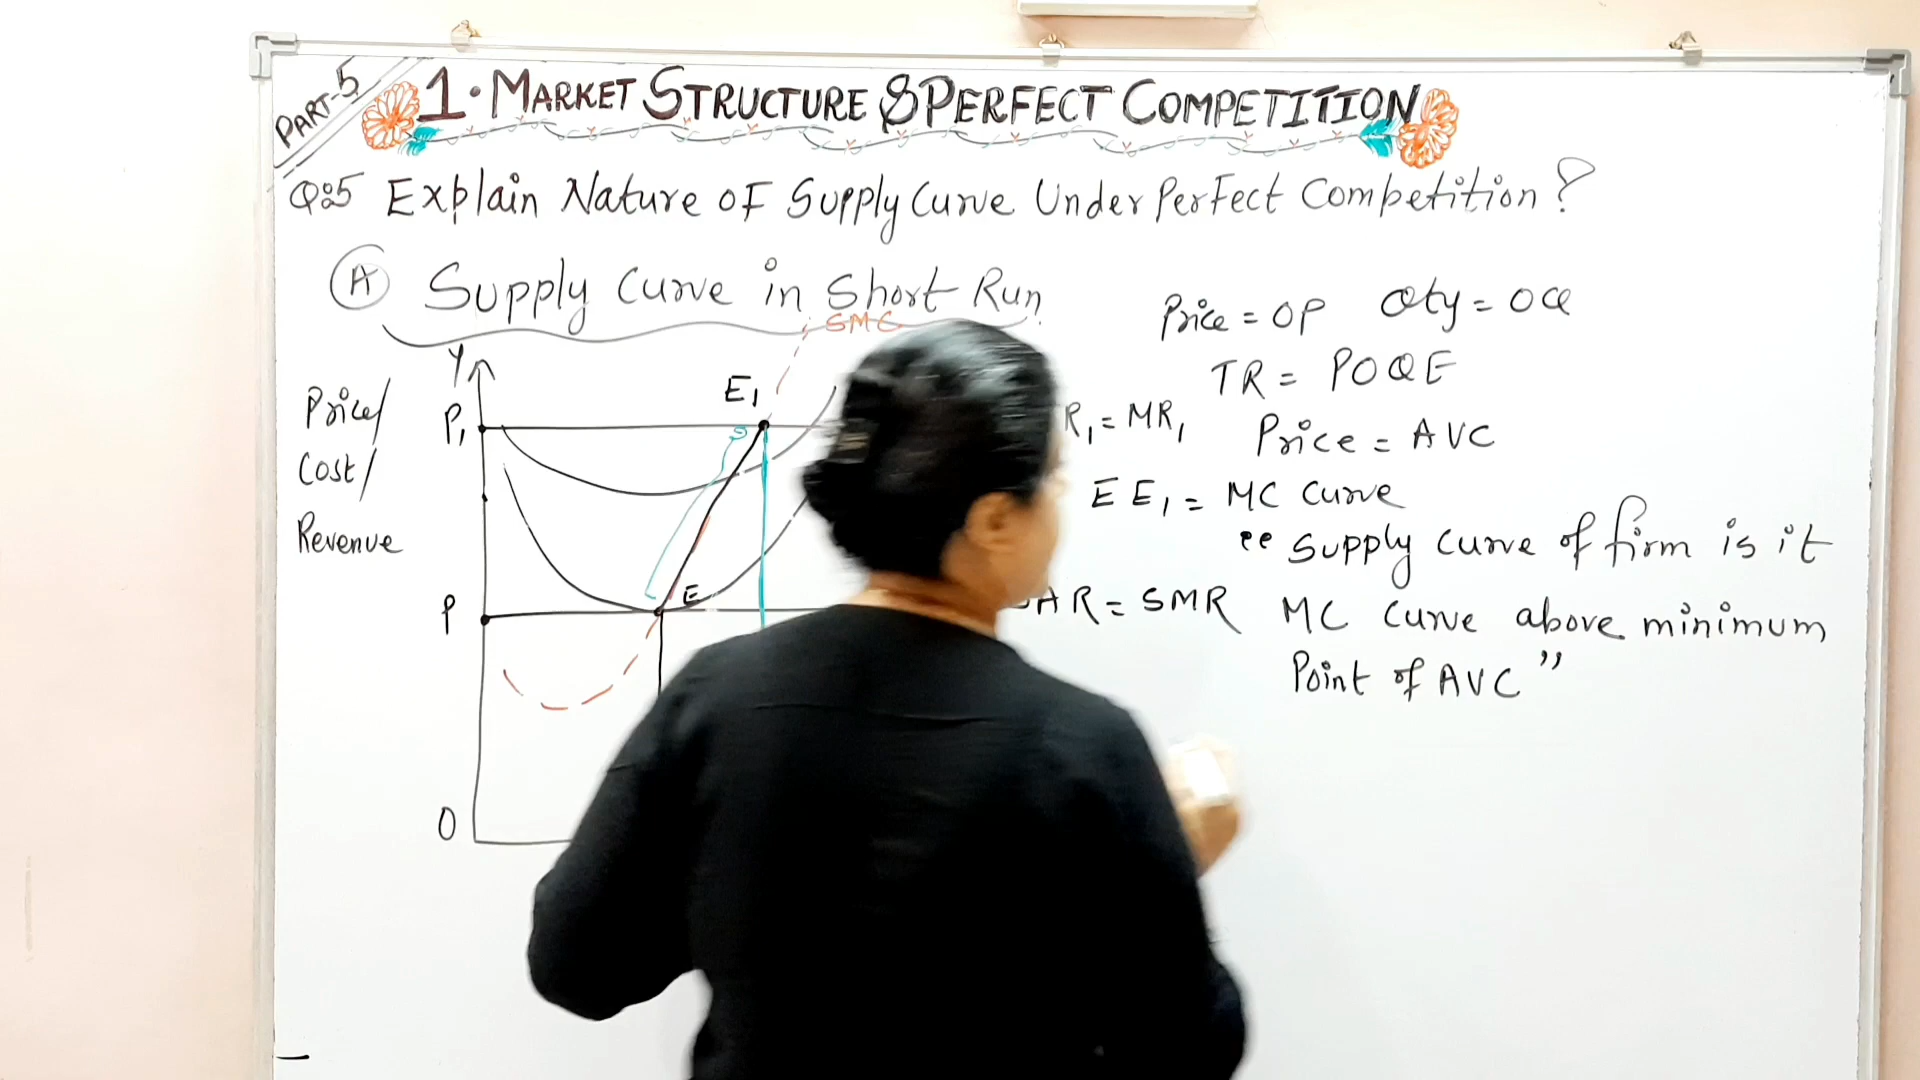 PART-5
1. MARKET STRUCTURE & PERFECT COMPETITION
Q:5 Explain Nature OF Supply Curve Under Perfect Competition?
A Supply Curve in Short Run
SMC
Price = OP Qty = OQ
TR = POQE
R₁ = MR₁
Price = AVC
EE₁ = MC Curve
"Supply curve of firm is it
AR = SMR
MC Curve above minimum
Point of AVC"
Y
Price/
Cost/
Revenue
P₁
E₁
P
E
O